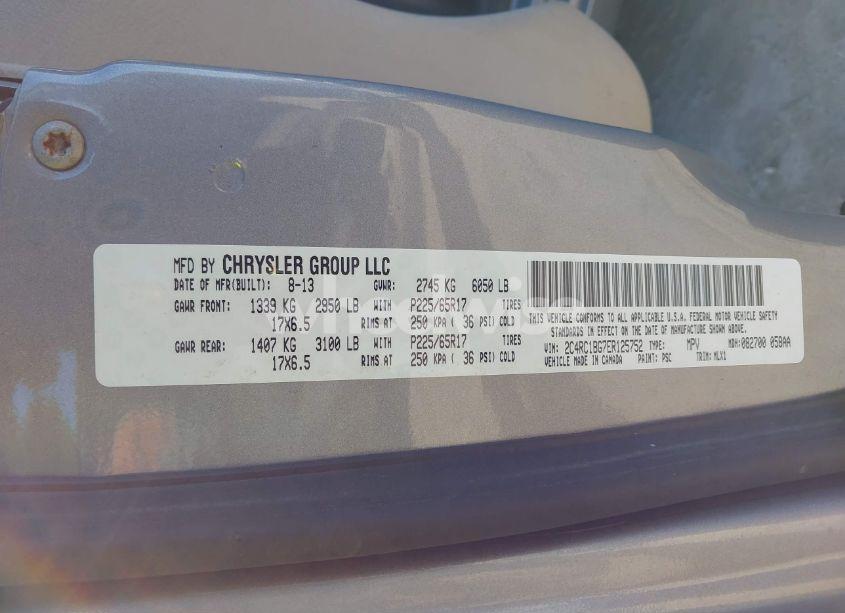 MFD BY CHRYSLER GROUP LLC
DATE OF MFR(BUILT): 8-13 GVWR: 2745 KG 6050 LB
GAWR FRONT: 1339 KG 2950 LB WITH P225/65R17 TIRES
17X6.5 RIMS AT 250 KPA ( 36 PSI) COLD
GAWR REAR: 1407 KG 3100 LB WITH P225/65R17 TIRES
17X6.5 RIMS AT 250 KPA ( 36 PSI) COLD
THIS VEHICLE CONFORMS TO ALL APPLICABLE U.S.A. FEDERAL MOTOR VEHICLE SAFETY
STANDARDS IN EFFECT ON THE DATE OF MANUFACTURE SHOWN ABOVE.
VIN: 2C4RC1BG7ER125752 TYPE: MPV MDH: 082700 058AA
VEHICLE MADE IN CANADA PAINT: PSC TRIM: MLX1